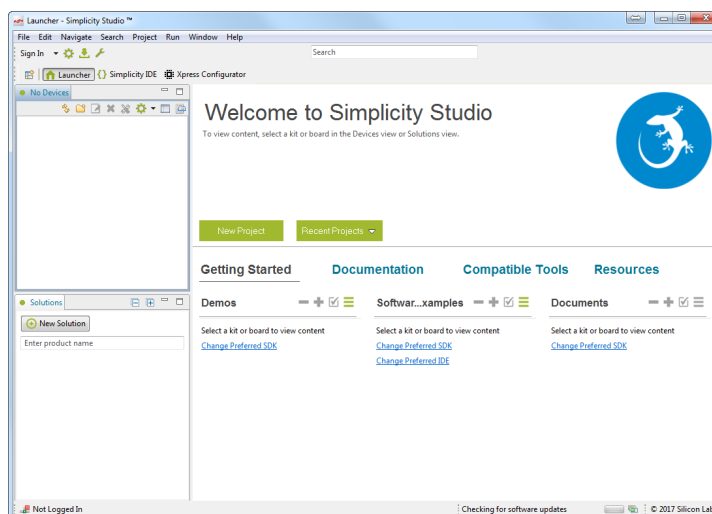 Launcher - Simplicity Studio ™
File Edit Navigate Search Project Run Window Help
Sign In Search
Launcher {} Simplicity IDE Xpress Configurator
No Devices
Welcome to Simplicity Studio
To view content, select a kit or board in the Devices view or Solutions view.
New Project Recent Projects
Getting Started Documentation Compatible Tools Resources
Solutions
New Solution
Enter product name
Demos Softwar...xamples Documents
Select a kit or board to view content Select a kit or board to view content Select a kit or board to view content
Change Preferred SDK Change Preferred SDK Change Preferred SDK
Change Preferred IDE
Not Logged In Checking for software updates © 2017 Silicon Lab